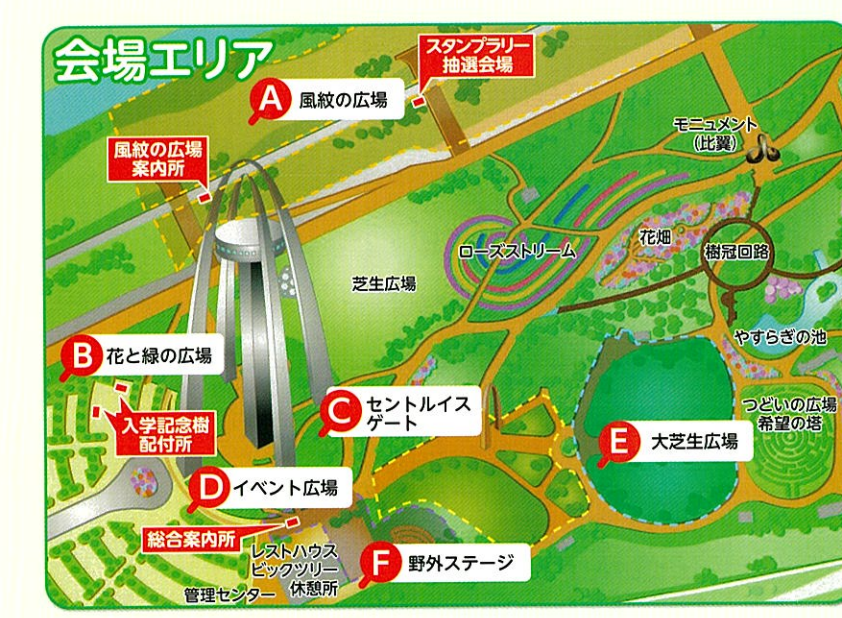 会場エリア
スタンプラリー
抽選会場
A 風紋の広場
モニュメント
(比翼)
風紋の広場
案内所
ローズストリーム
花畑
樹冠回路
芝生広場
やすらぎの池
B 花と緑の広場
C セントルイス
ゲート
つどいの広場
希望の塔
入学記念樹
配付所
E 大芝生広場
D イベント広場
総合案内所
レストハウス
ビックツリー
休憩所
F 野外ステージ
管理センター